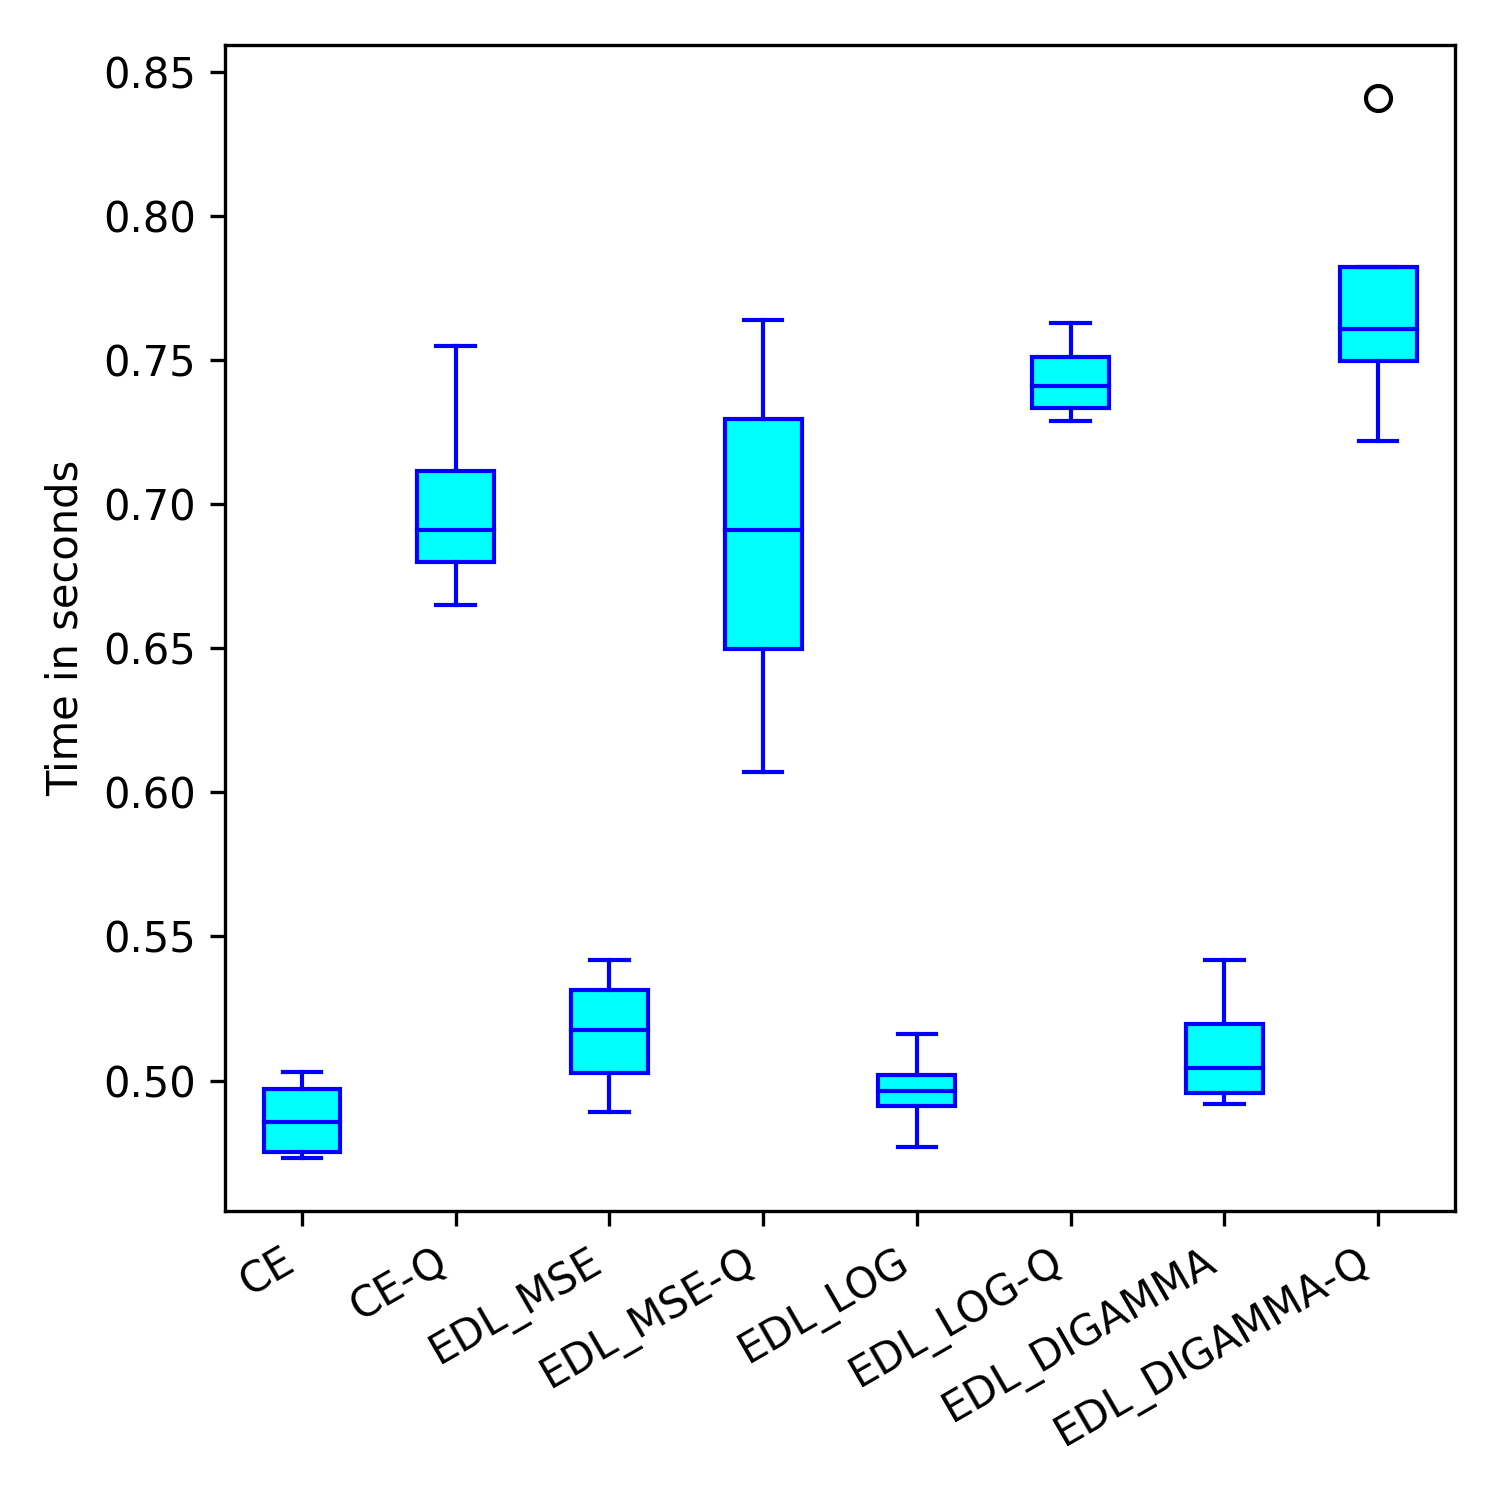 0.85
0.80
0.75
0.70
0.65
0.60
0.55
0.50
Time in seconds
CE
CE-Q
EDL_MSE
EDL_MSE-Q
EDL_LOG
EDL_LOG-Q
EDL_DIGAMMA
EDL_DIGAMMA-Q